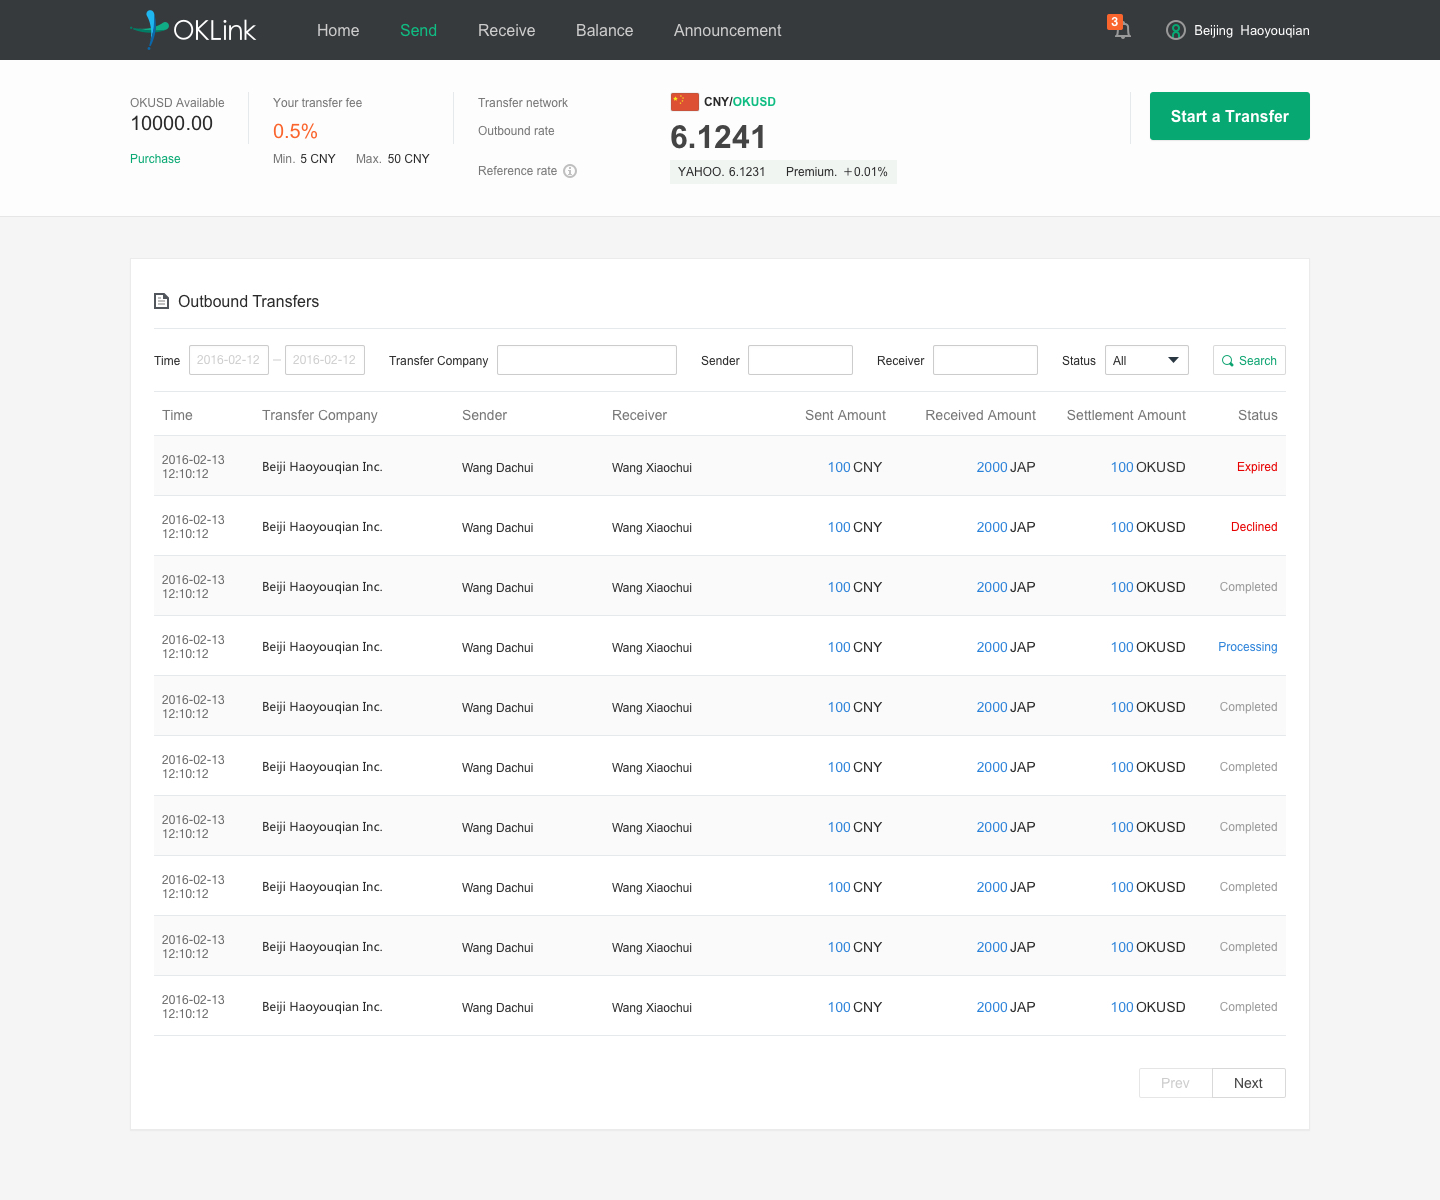 OKLink Home Send Receive Balance Announcement 3 Beijing Haoyouqian
OKUSD Available Your transfer fee Transfer network CNY/OKUSD Start a Transfer
10000.00 0.5% Outbound rate 6.1241
Purchase Min. 5 CNY Max. 50 CNY Reference rate YAHOO. 6.1231 Premium. +0.01%
Outbound Transfers
Time 2016-02-12 – 2016-02-12 Transfer Company Sender Receiver Status All Search
Time Transfer Company Sender Receiver Sent Amount Received Amount Settlement Amount Status
2016-02-13
12:10:12 Beiji Haoyouqian Inc. Wang Dachui Wang Xiaochui 100 CNY 2000 JAP 100 OKUSD Expired
2016-02-13
12:10:12 Beiji Haoyouqian Inc. Wang Dachui Wang Xiaochui 100 CNY 2000 JAP 100 OKUSD Declined
2016-02-13
12:10:12 Beiji Haoyouqian Inc. Wang Dachui Wang Xiaochui 100 CNY 2000 JAP 100 OKUSD Completed
2016-02-13
12:10:12 Beiji Haoyouqian Inc. Wang Dachui Wang Xiaochui 100 CNY 2000 JAP 100 OKUSD Processing
2016-02-13
12:10:12 Beiji Haoyouqian Inc. Wang Dachui Wang Xiaochui 100 CNY 2000 JAP 100 OKUSD Completed
2016-02-13
12:10:12 Beiji Haoyouqian Inc. Wang Dachui Wang Xiaochui 100 CNY 2000 JAP 100 OKUSD Completed
2016-02-13
12:10:12 Beiji Haoyouqian Inc. Wang Dachui Wang Xiaochui 100 CNY 2000 JAP 100 OKUSD Completed
2016-02-13
12:10:12 Beiji Haoyouqian Inc. Wang Dachui Wang Xiaochui 100 CNY 2000 JAP 100 OKUSD Completed
2016-02-13
12:10:12 Beiji Haoyouqian Inc. Wang Dachui Wang Xiaochui 100 CNY 2000 JAP 100 OKUSD Completed
2016-02-13
12:10:12 Beiji Haoyouqian Inc. Wang Dachui Wang Xiaochui 100 CNY 2000 JAP 100 OKUSD Completed
Prev Next